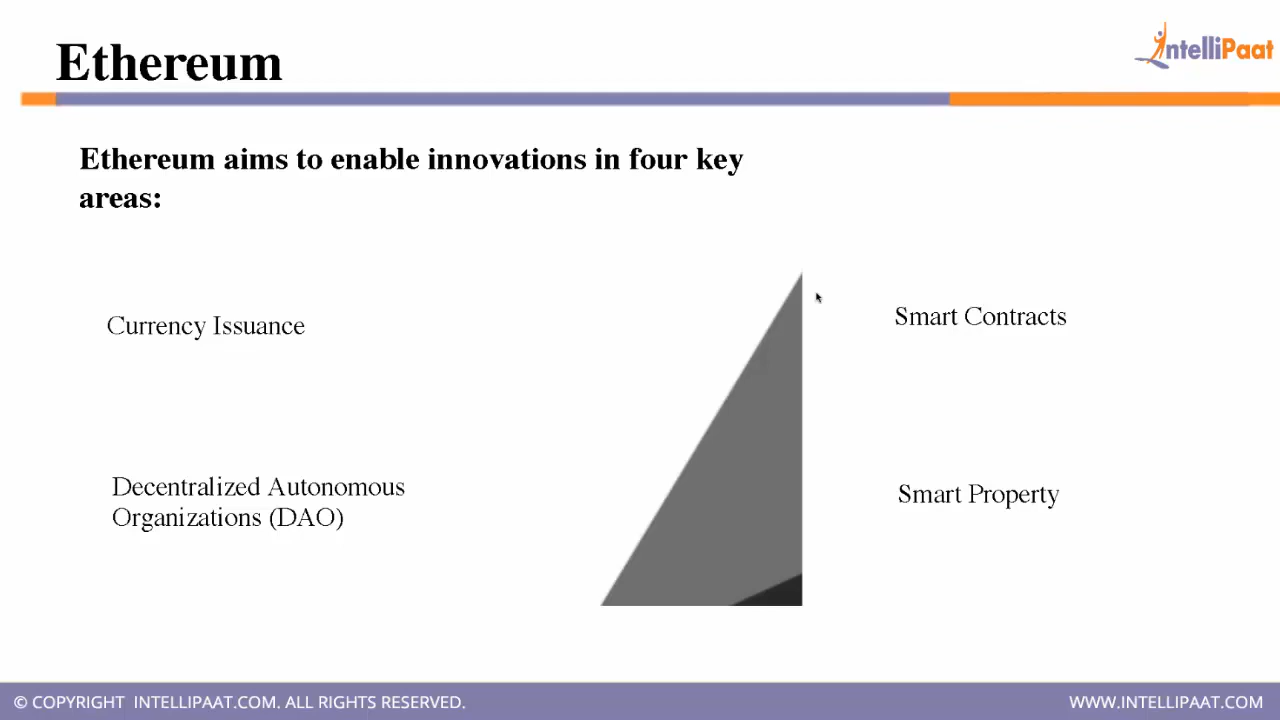 Ethereum
IntelliPaat
Ethereum aims to enable innovations in four key
areas:
Currency Issuance
Smart Contracts
Decentralized Autonomous
Organizations (DAO)
Smart Property
© COPYRIGHT INTELLIPAAT.COM. ALL RIGHTS RESERVED.
WWW.INTELLIPAAT.COM